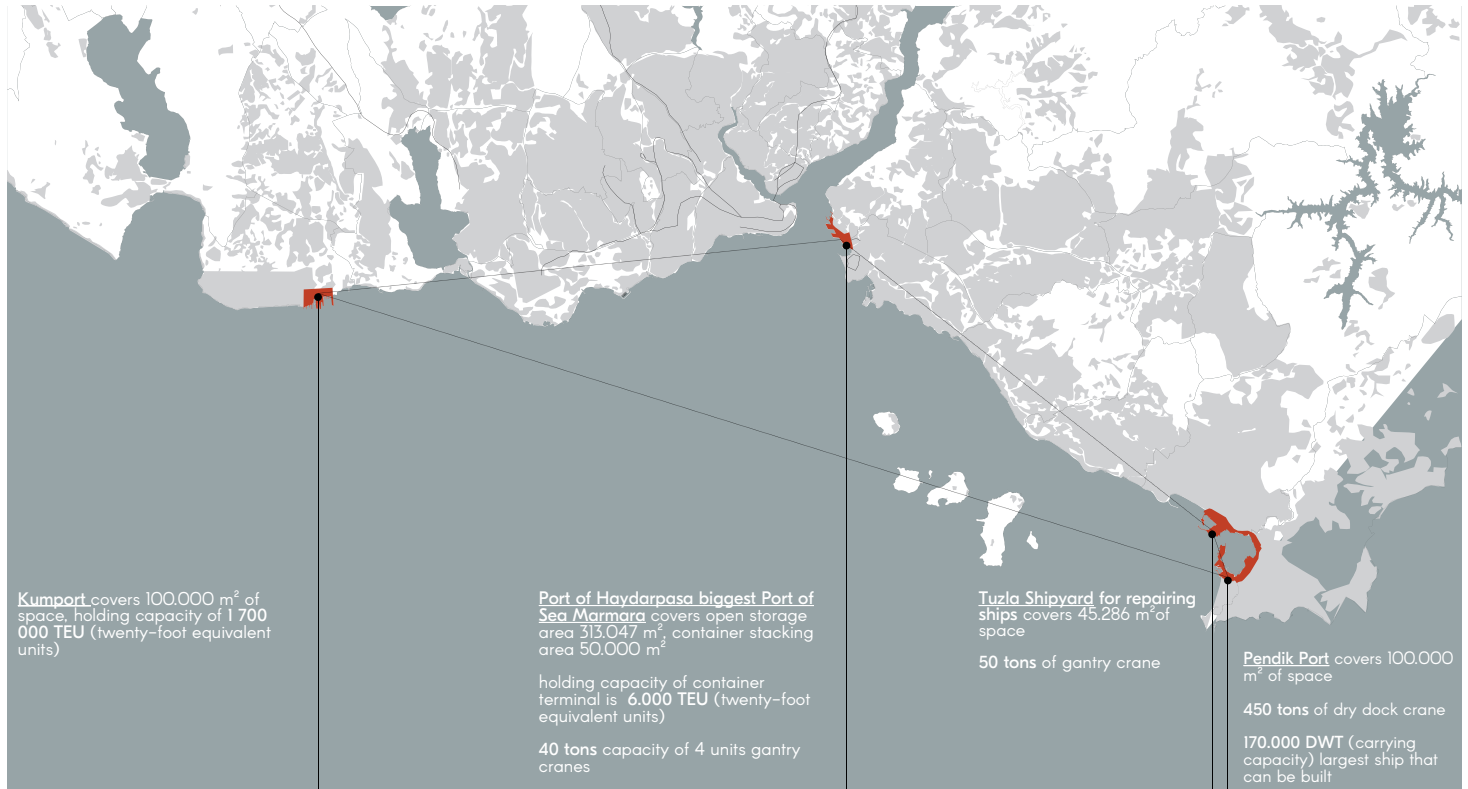 Kumport covers 100.000 m² of
space, holding capacity of 1 700
000 TEU (twenty-foot equivalent
units)
Port of Haydarpasa biggest Port of
Sea Marmara covers open storage
area 313.047 m², container stacking
area 50.000 m²
holding capacity of container
terminal is 6.000 TEU (twenty-foot
equivalent units)
40 tons capacity of 4 units gantry
cranes
Tuzla Shipyard for repairing
ships covers 45.286 m²of
space
50 tons of gantry crane
Pendik Port covers 100.000
m² of space
450 tons of dry dock crane
170.000 DWT (carrying
capacity) largest ship that
can be built